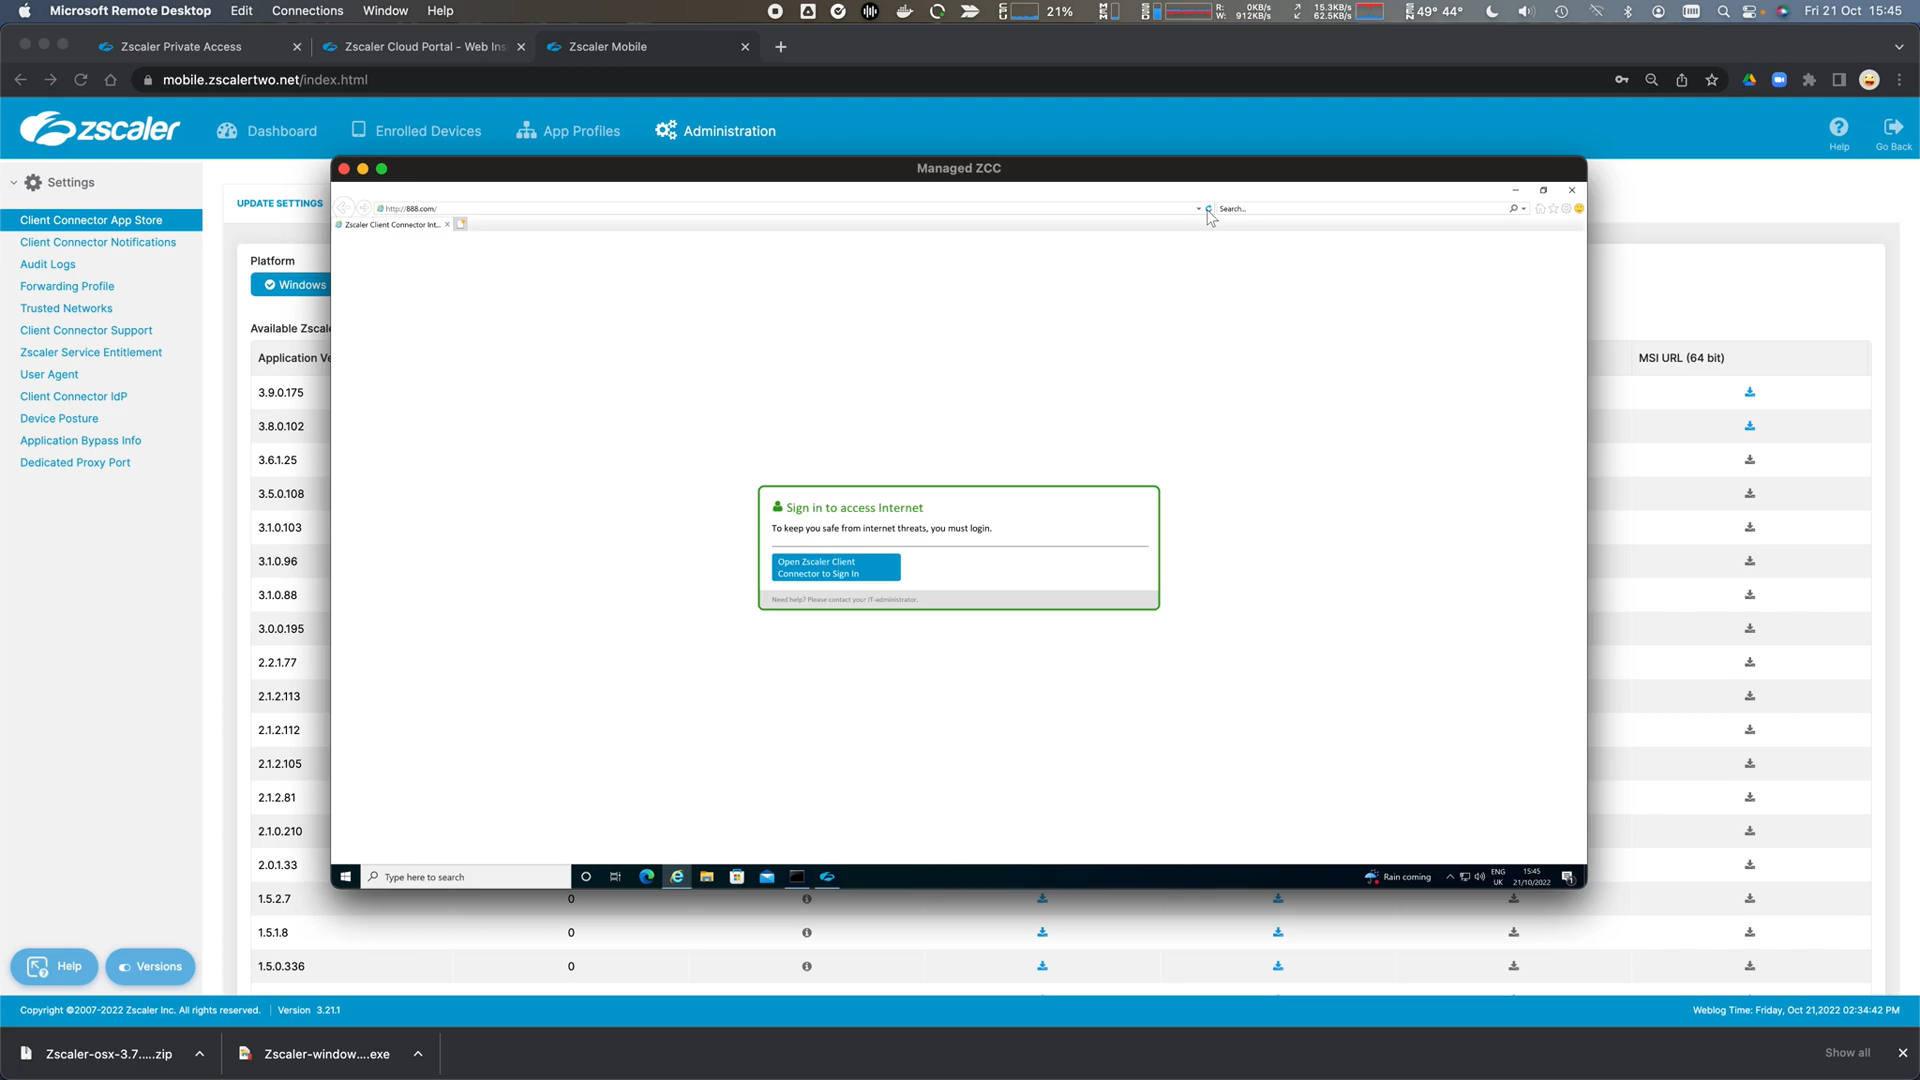 Microsoft Remote Desktop Edit Connections Window Help
21%
R: 0KB/s
W: 912KB/s
15.3KB/s
62.5KB/s
49° 44°
Fri 21 Oct 15:45
Zscaler Private Access
Zscaler Cloud Portal - Web Ins
Zscaler Mobile
mobile.zscalertwo.net/index.html
zscaler
Dashboard
Enrolled Devices
App Profiles
Administration
Help
Go Back
Settings
Client Connector App Store
Client Connector Notifications
Audit Logs
Forwarding Profile
Trusted Networks
Client Connector Support
Zscaler Service Entitlement
User Agent
Client Connector IdP
Device Posture
Application Bypass Info
Dedicated Proxy Port
UPDATE SETTINGS
Platform
Windows
Available Zscale
Application Ve
MSI URL (64 bit)
3.9.0.175
3.8.0.102
3.6.1.25
3.5.0.108
3.1.0.103
3.1.0.96
3.1.0.88
3.0.0.195
2.2.1.77
2.1.2.113
2.1.2.112
2.1.2.105
2.1.2.81
2.1.0.210
2.0.1.33
1.5.2.7 0
1.5.1.8 0
1.5.0.336 0
Managed ZCC
http://888.com/
Search...
Zscaler Client Connector Int...
Sign in to access Internet
To keep you safe from internet threats, you must login.
Open Zscaler Client
Connector to Sign In
Need help? Please contact your IT-administrator.
Type here to search
Rain coming
ENG
UK
15:45
21/10/2022
1
Help
Versions
Copyright ©2007-2022 Zscaler Inc. All rights reserved. | Version 3.21.1
Weblog Time: Friday, Oct 21,2022 02:34:42 PM
Zscaler-osx-3.7.....zip
Zscaler-window....exe
Show all